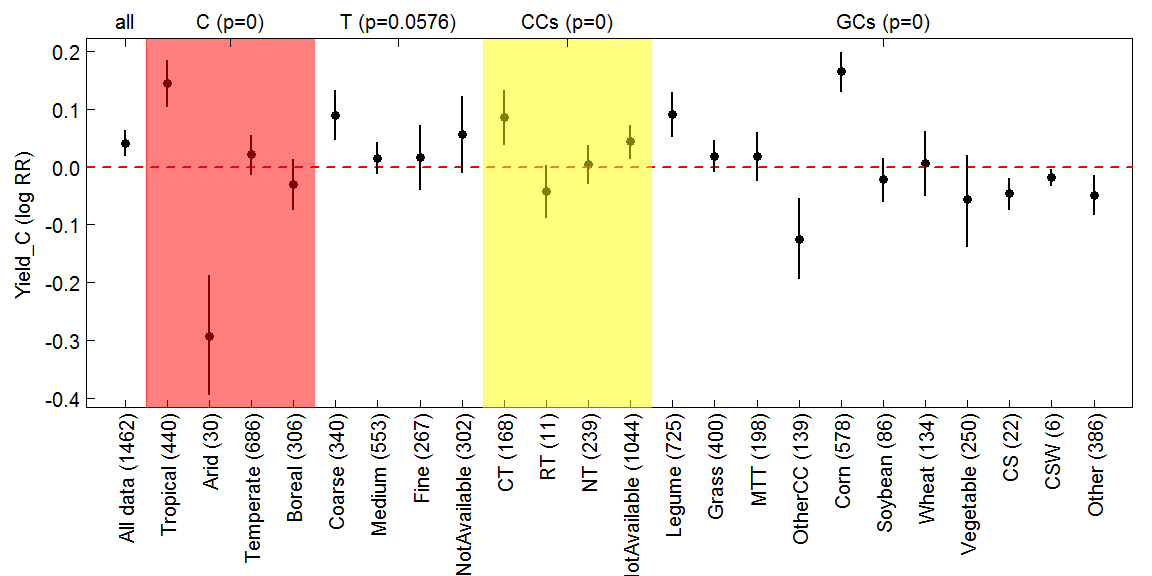 all C (p=0) T (p=0.0576) CCs (p=0) GCs (p=0)
0.2
0.1
0.0
-0.1
-0.2
-0.3
-0.4
Yield_C (log RR)
All data (1462)
Tropical (440)
Arid (30)
Temperate (686)
Boreal (306)
Coarse (340)
Medium (553)
Fine (267)
NotAvailable (302)
CT (168)
RT (11)
NT (239)
lotAvailable (1044)
Legume (725)
Grass (400)
MTT (198)
OtherCC (139)
Corn (578)
Soybean (86)
Wheat (134)
Vegetable (250)
CS (22)
CSW (6)
Other (386)